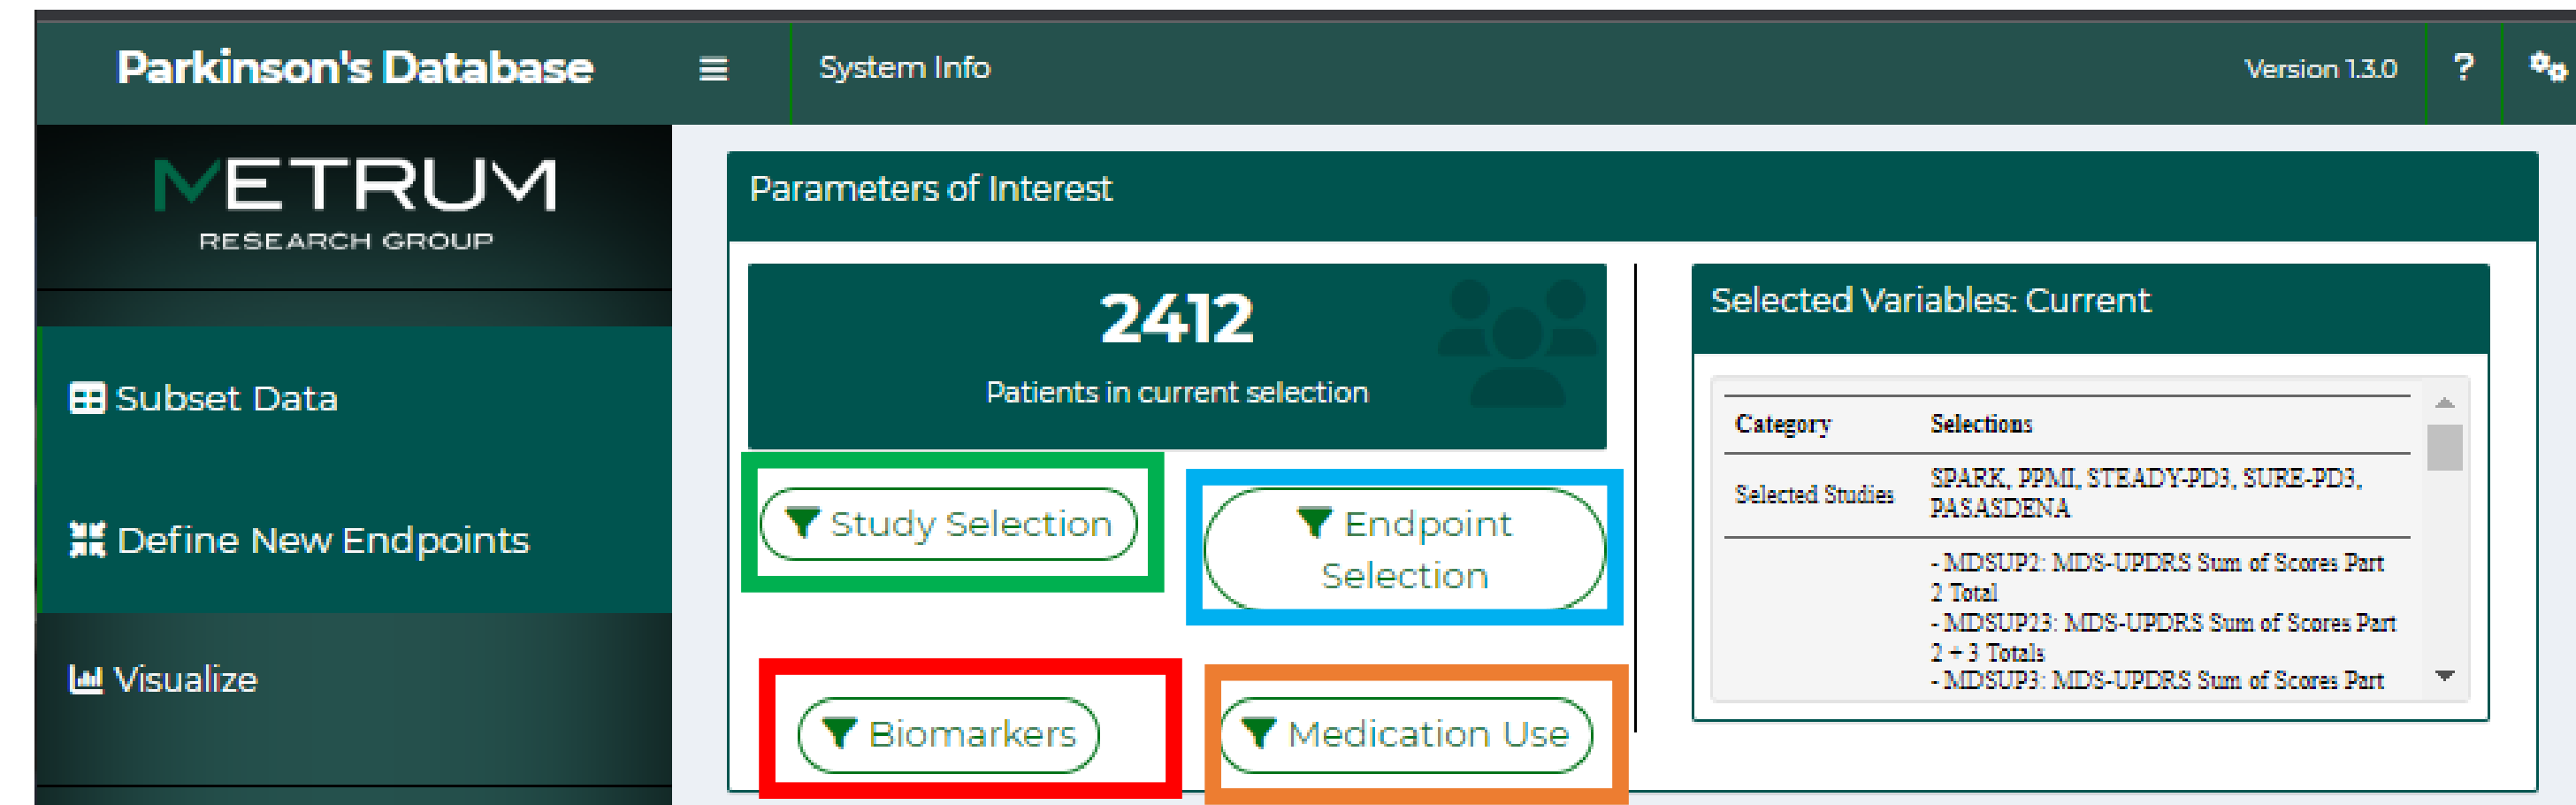 Parkinson's Database
System Info
Version 1.3.0
?
METRUM
RESEARCH GROUP
Subset Data
Define New Endpoints
Visualize
Parameters of Interest
2412
Patients in current selection
Study Selection
Endpoint
Selection
Biomarkers
Medication Use
Selected Variables: Current
Category Selections
Selected Studies
SPARK, PPMI, STEADY-PD3, SURE-PD3,
PASASDENA
- MDSUP2: MDS-UPDRS Sum of Scores Part
2 Total
- MDSUP23: MDS-UPDRS Sum of Scores Part
2 + 3 Totals
- MDSUP3: MDS-UPDRS Sum of Scores Part